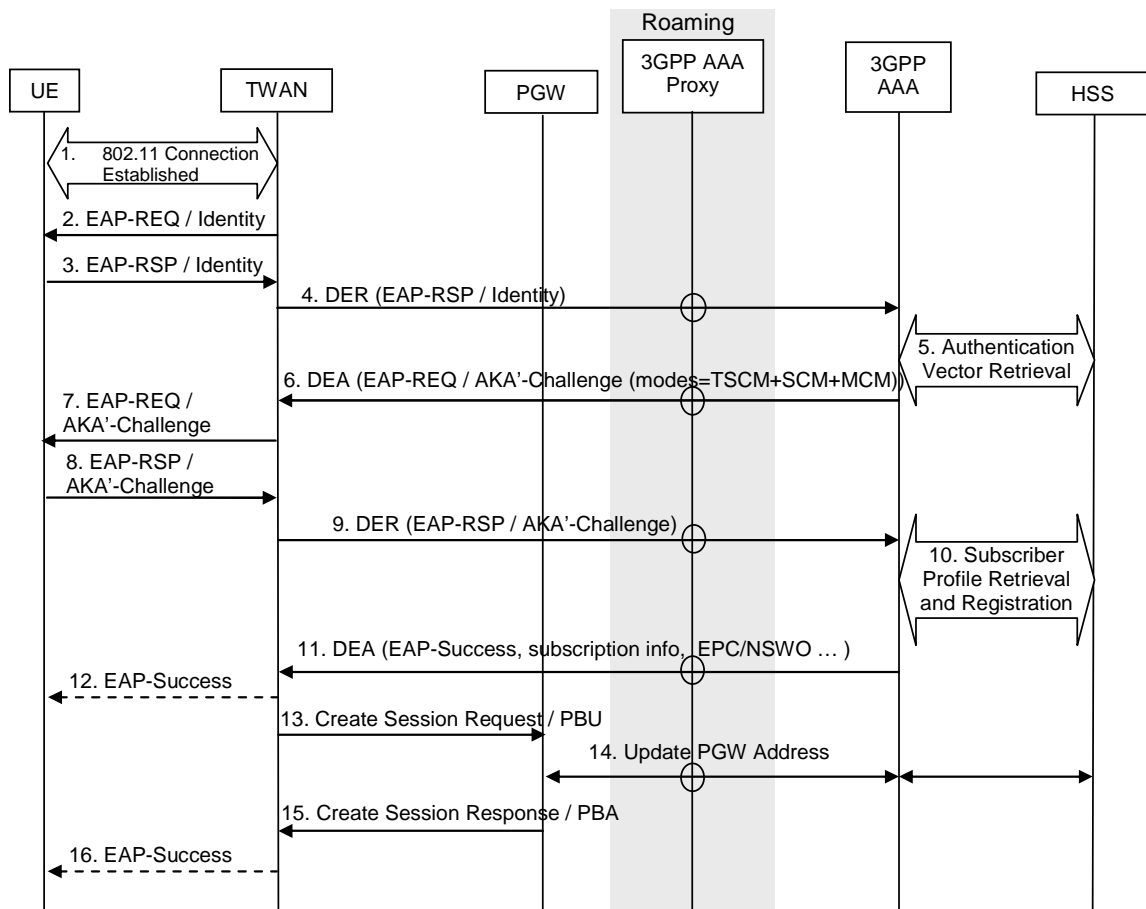 Roaming
UE
TWAN
PGW
3GPP AAA
Proxy
3GPP
AAA
HSS
1. 802.11 Connection
Established
2. EAP-REQ / Identity
3. EAP-RSP / Identity
4. DER (EAP-RSP / Identity)
5. Authentication
Vector Retrieval
6. DEA (EAP-REQ / AKA'-Challenge (modes=TSCM+SCM+MCM))
7. EAP-REQ /
AKA'-Challenge
8. EAP-RSP /
AKA'-Challenge
9. DER (EAP-RSP / AKA'-Challenge)
10. Subscriber
Profile Retrieval
and Registration
11. DEA (EAP-Success, subscription info, EPC/NSWO … )
12. EAP-Success
13. Create Session Request / PBU
14. Update PGW Address
15. Create Session Response / PBA
16. EAP-Success